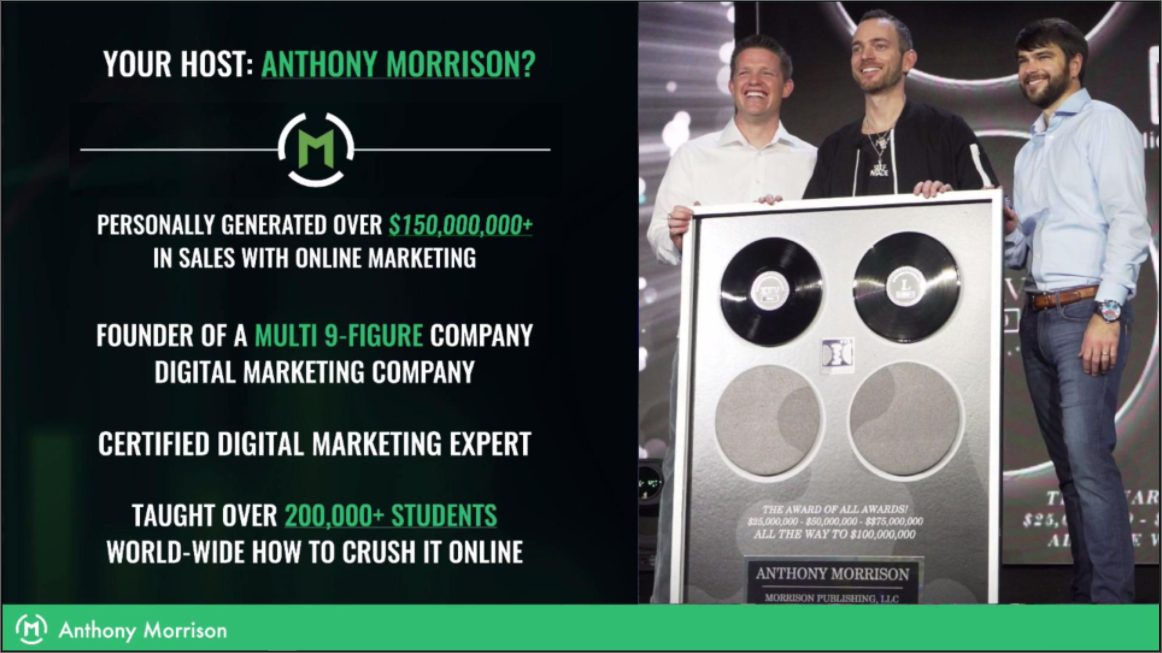 YOUR HOST: ANTHONY MORRISON?
M
PERSONALLY GENERATED OVER $150,000,000+
IN SALES WITH ONLINE MARKETING
FOUNDER OF A MULTI 9-FIGURE COMPANY
DIGITAL MARKETING COMPANY
CERTIFIED DIGITAL MARKETING EXPERT
TAUGHT OVER 200,000+ STUDENTS
WORLD-WIDE HOW TO CRUSH IT ONLINE
THE AWARD OF ALL AWARDS!
$25,000,000 - $50,000,000 - $$75,000,000
ALL THE WAY TO $100,000,000
ANTHONY MORRISON
MORRISON PUBLISHING, LLC
M Anthony Morrison